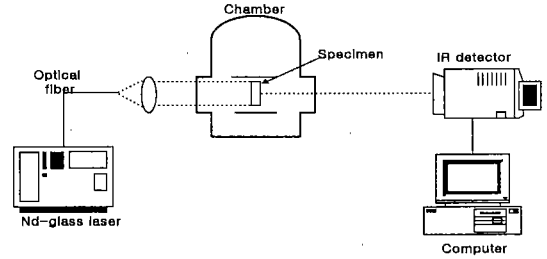 Chamber
Specimen
IR detector
Optical
fiber
Nd-glass laser
Computer